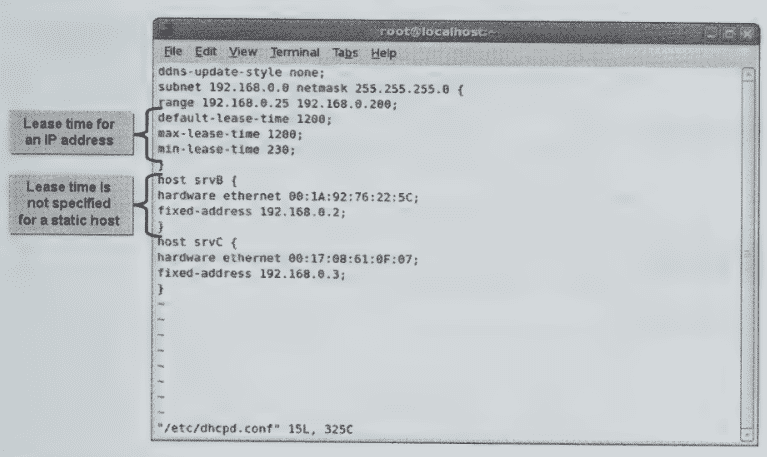 root@localhost:~
File Edit View Terminal Tabs Help
ddns-update-style none;
subnet 192.168.0.0 netmask 255.255.255.0 {
range 192.168.0.25 192.168.0.200;
default-lease-time 1200;
max-lease-time 1200;
min-lease-time 230;
}
host srvB {
hardware ethernet 00:1A:92:76:22:5C;
fixed-address 192.168.0.2;
}
host srvC {
hardware ethernet 00:17:08:61:0F:07;
fixed-address 192.168.0.3;
}
~
~
~
~
~
~
~
~
"/etc/dhcpd.conf" 15L, 325C
Lease time for
an IP address
Lease time is
not specified
for a static host